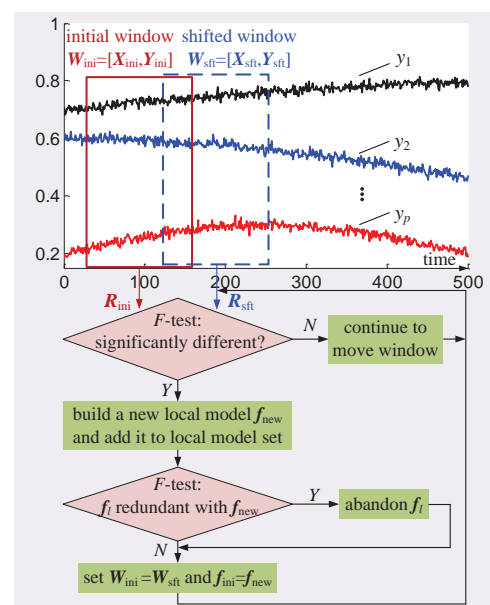 1
initial window shifted window
W_ini=[X_ini,Y_ini] W_sft=[X_sft,Y_sft]
y_1
0.8
0.6
y_2
0.4
⋮
y_p
0.2
time
0 100 200 300 400 500
R_ini R_sft
F-test:
significantly different?
N
continue to
move window
Y
build a new local model f_new
and add it to local model set
F-test:
f_l redundant with f_new
Y
abandon f_l
N
set W_ini=W_sft and f_ini=f_new